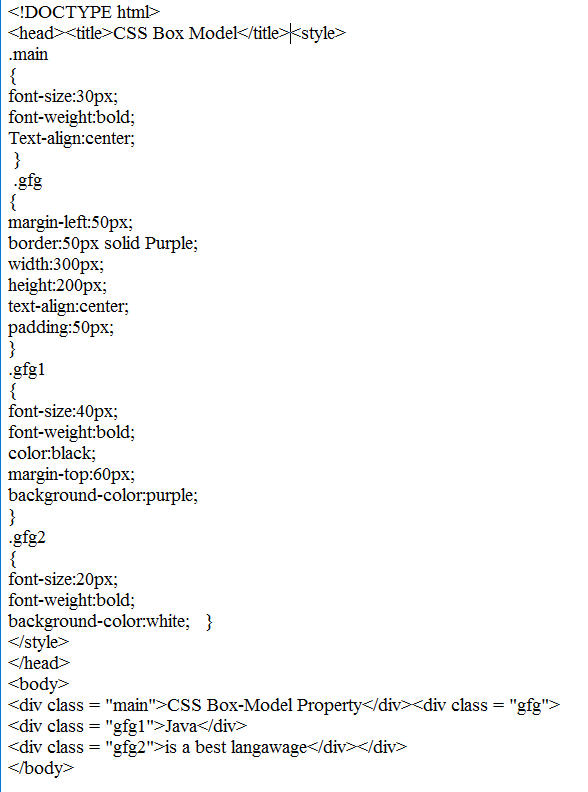 <!DOCTYPE html>
<head><title>CSS Box Model</title><style>
.main
{
font-size:30px;
font-weight:bold;
Text-align:center;
 }
 .gfg
{
margin-left:50px;
border:50px solid Purple;
width:300px;
height:200px;
text-align:center;
padding:50px;
}
.gfg1
{
font-size:40px;
font-weight:bold;
color:black;
margin-top:60px;
background-color:purple;
}
.gfg2
{
font-size:20px;
font-weight:bold;
background-color:white;   }
</style>
</head>
<body>
<div class = "main">CSS Box-Model Property</div><div class = "gfg">
<div class = "gfg1">Java</div>
<div class = "gfg2">is a best langawage</div></div>
</body>